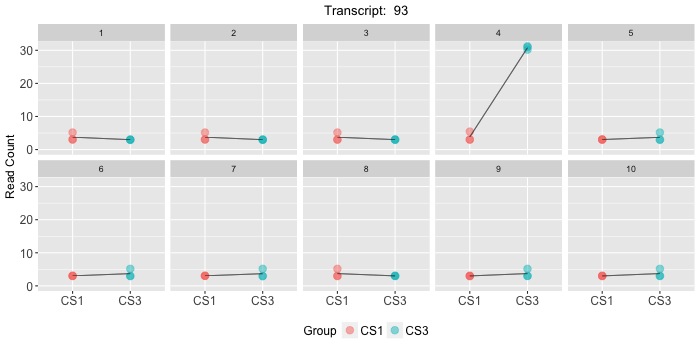 Transcript:  93
1 2 3 4 5
30
20
10
0
Read Count
6 7 8 9 10
30
20
10
0
CS1 CS3 CS1 CS3 CS1 CS3 CS1 CS3 CS1 CS3
Group CS1 CS3